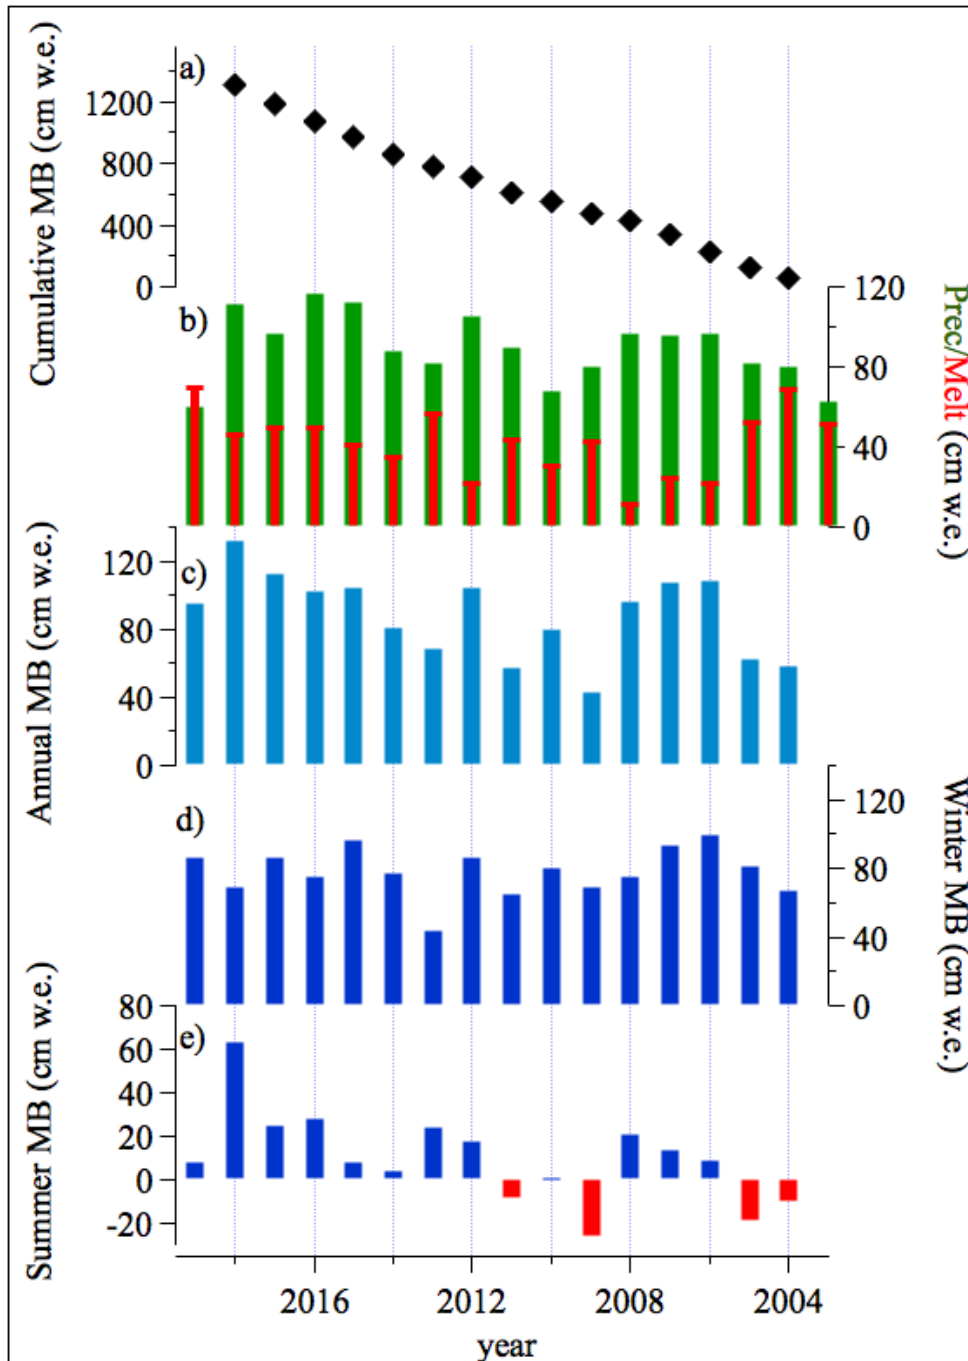 a)
Cumulative MB (cm w.e.)
1200
800
400
0
b)
120
80
40
0
Prec/Melt (cm w.e.)
c)
Annual MB (cm w.e.)
120
80
40
0
d)
120
80
40
0
Winter MB (cm w.e.)
e)
Summer MB (cm w.e.)
80
60
40
20
0
-20
2016 2012 2008 2004
year